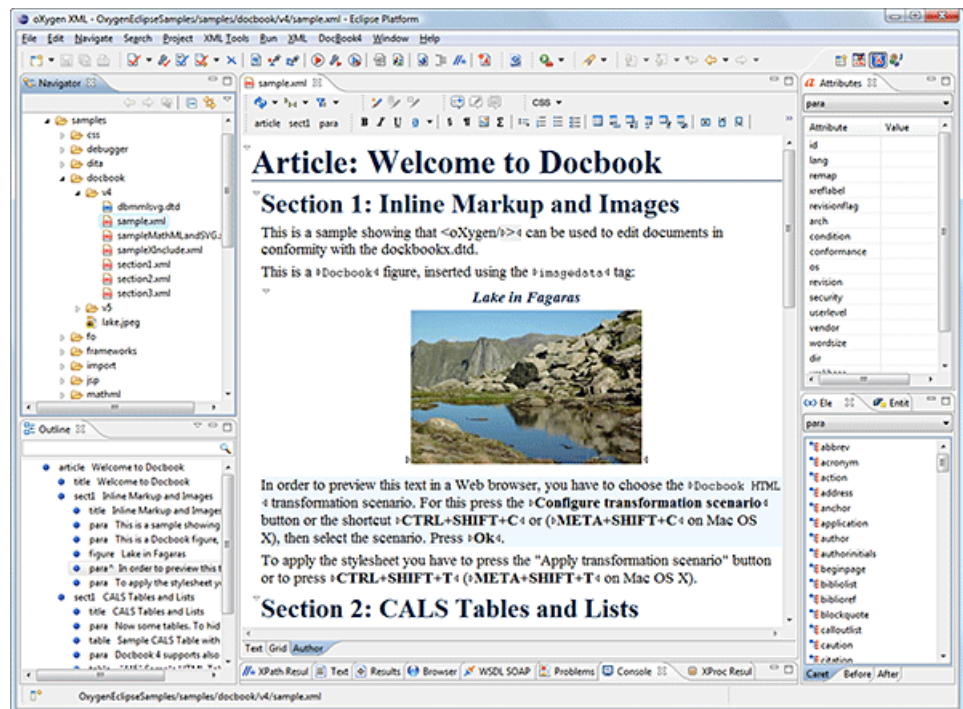 oXygen XML - OxygenEclipseSamples/samples/docbook/v4/sample.xml - Eclipse Platform
File Edit Navigate Search Project XML Tools Run XML DocBook4 Window Help
Navigator
samples
css
debugger
dita
docbook
v4
dbmmlsvg.dtd
sample.xml
sampleMathMLandSVG.
sampleXInclude.xml
section1.xml
section2.xml
section3.xml
v5
lake.jpeg
fo
frameworks
import
jsp
mathml
Outline
article Welcome to Docbook
title Welcome to Docbook
sect1 Inline Markup and Images
title Inline Markup and Images
para This is a sample showing
para This is a Docbook figure,
figure Lake in Fagaras
para^ In order to preview this t
para To apply the stylesheet yo
sect1 CALS Tables and Lists
title CALS Tables and Lists
para Now some tables. To hid
table Sample CALS Table with
para Docbook 4 supports also
sample.xml
CSS
article sect1 para B I U
Article: Welcome to Docbook
Section 1: Inline Markup and Images
This is a sample showing that <oXygen/> can be used to edit documents in
conformity with the dockbookx.dtd.
This is a Docbook figure, inserted using the imagedata tag:
Lake in Fagaras
In order to preview this text in a Web browser, you have to choose the Docbook HTML
transformation scenario. For this press the Configure transformation scenario
button or the shortcut CTRL+SHIFT+C or (META+SHIFT+C on Mac OS
X), then select the scenario. Press Ok.
To apply the stylesheet you have to press the "Apply transformation scenario" button
or to press CTRL+SHIFT+T (META+SHIFT+T on Mac OS X).
Section 2: CALS Tables and Lists
Text Grid Author
XPath Resul Text Results Browser WSDL SOAP Problems Console XProc Resul
Attributes
para
Attribute Value
id
lang
remap
xreflabel
revisionflag
arch
condition
conformance
os
revision
security
userlevel
vendor
wordsize
dir
Ele Entit
para
abbrev
acronym
action
address
anchor
application
author
authorinitials
beginpage
bibliolist
biblioref
blockquote
calloutlist
caution
citation
Caret Before After
OxygenEclipseSamples/samples/docbook/v4/sample.xml